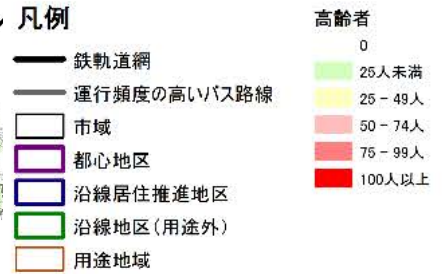 凡例
鉄軌道網
運行頻度の高いバス路線
市域
都心地区
沿線居住推進地区
沿線地区(用途外)
用途地域
高齢者
0
25人未満
25 - 49人
50 - 74人
75 - 99人
100人以上